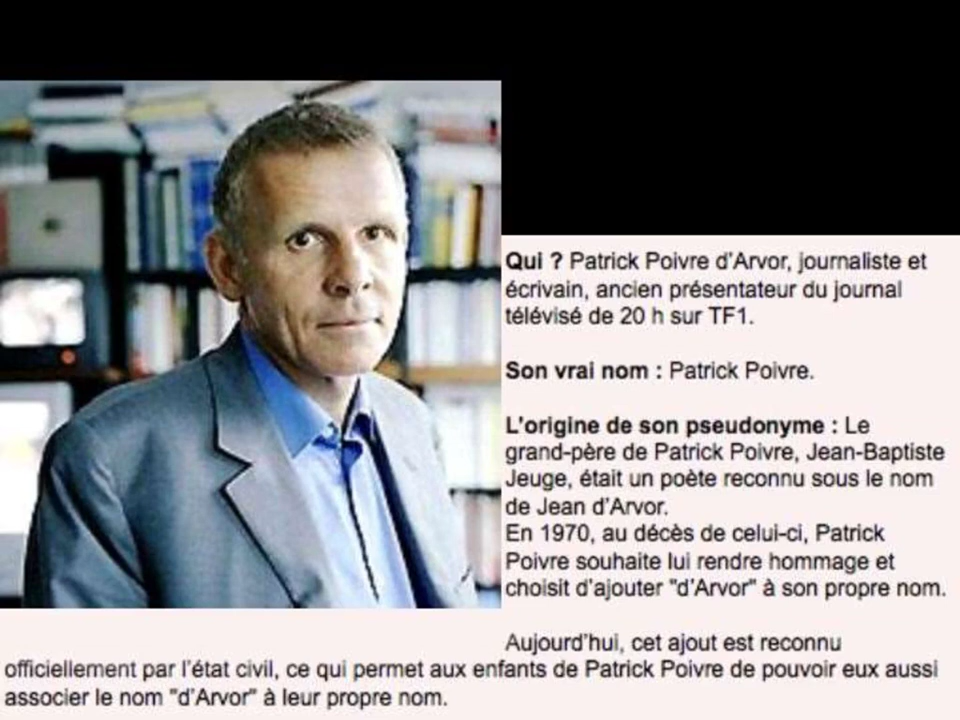 Qui ? Patrick Poivre d'Arvor, journaliste et
écrivain, ancien présentateur du journal
télévisé de 20 h sur TF1.
Son vrai nom : Patrick Poivre.
L'origine de son pseudonyme : Le
grand-père de Patrick Poivre, Jean-Baptiste
Jeuge, était un poète reconnu sous le nom
de Jean d'Arvor.
En 1970, au décès de celui-ci, Patrick
Poivre souhaite lui rendre hommage et
choisit d'ajouter "d'Arvor" à son propre nom.
Aujourd'hui, cet ajout est reconnu
officiellement par l'état civil, ce qui permet aux enfants de Patrick Poivre de pouvoir eux aussi
associer le nom "d'Arvor" à leur propre nom.